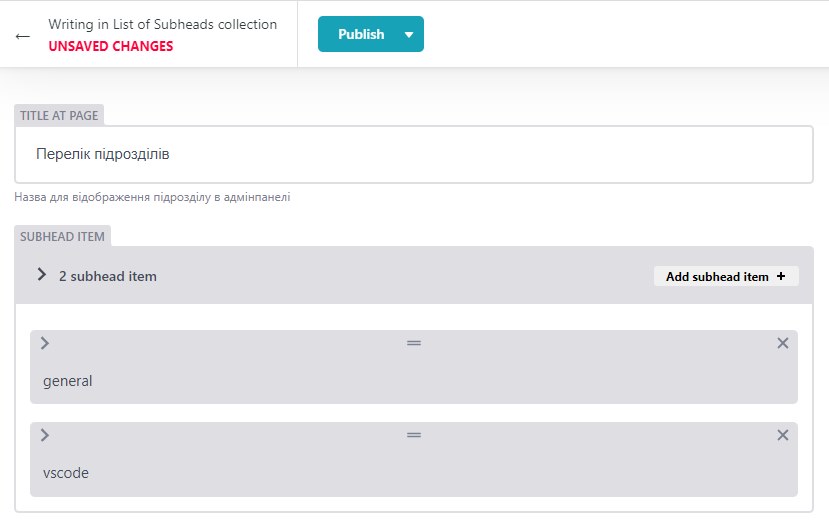 Writing in List of Subheads collection
UNSAVED CHANGES
Publish
TITLE AT PAGE
Перелік підрозділів
Назва для відображення підрозділу в адмінпанелі
SUBHEAD ITEM
2 subhead item
Add subhead item +
general
vscode